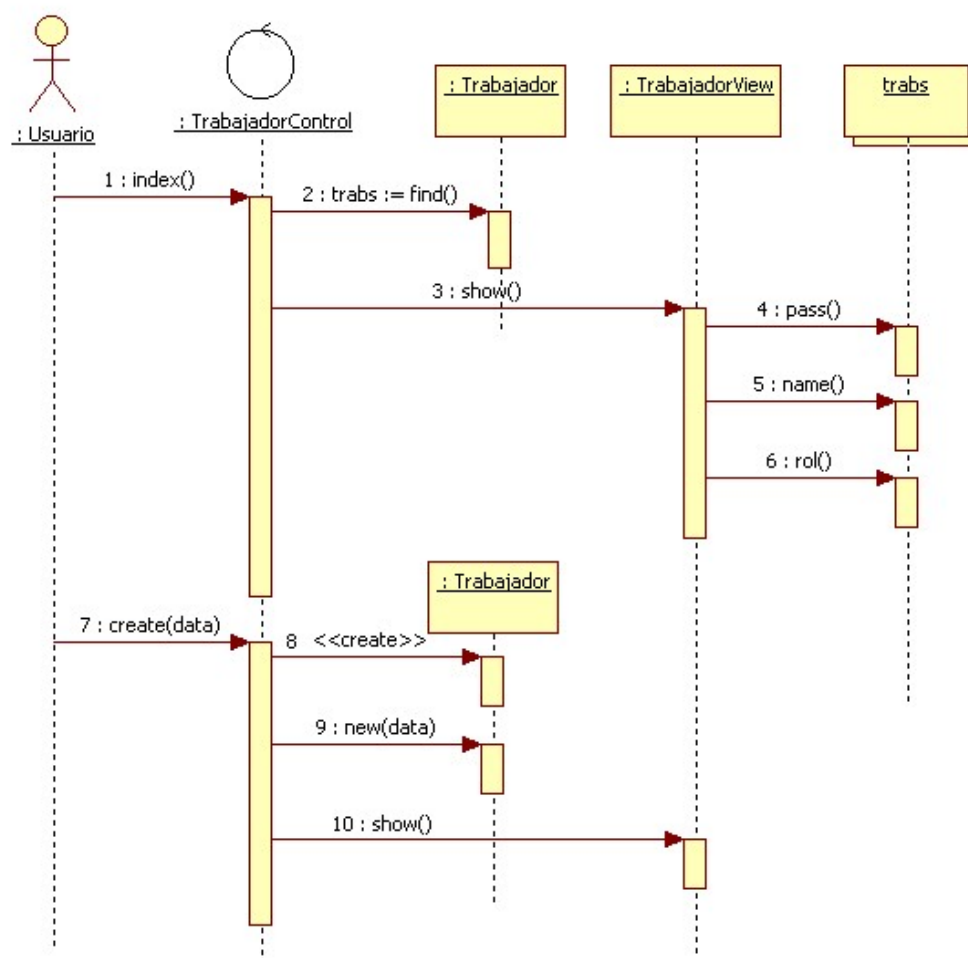 : Usuario
: TrabajadorControl
: Trabajador
: TrabajadorView
trabs
1 : index()
2 : trabs := find()
3 : show()
4 : pass()
5 : name()
6 : rol()
: Trabajador
7 : create(data)
8 <<create>>
9 : new(data)
10 : show()